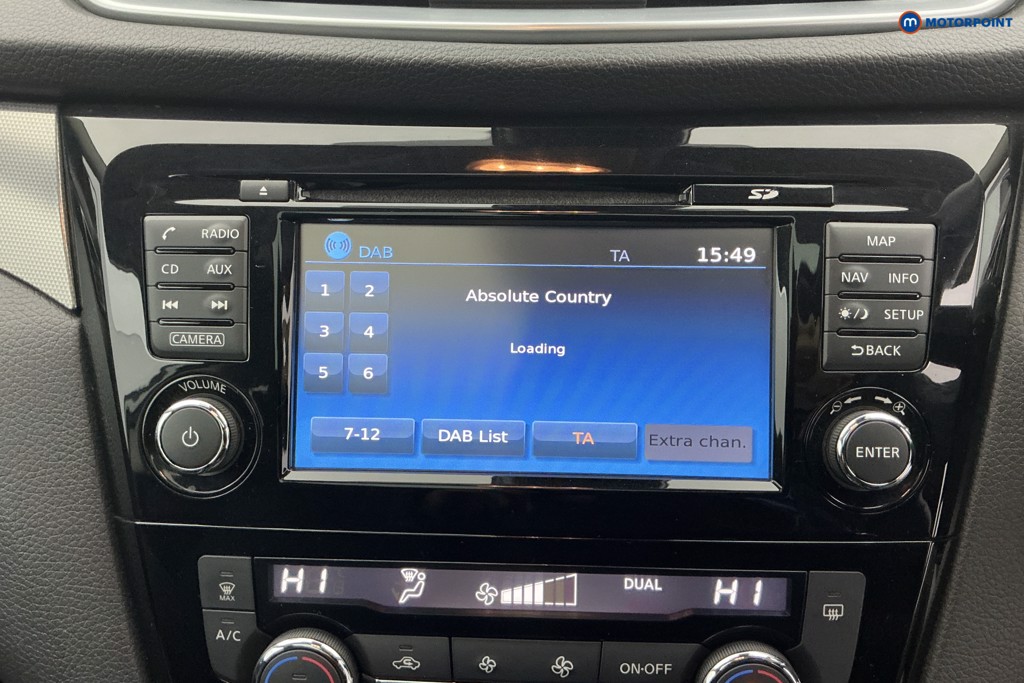 m MOTORPOINT
SD
RADIO
CD AUX
CAMERA
VOLUME
DAB TA 15:49
1 2
3 4
5 6
Absolute Country
Loading
7-12 DAB List TA Extra chan.
MAP
NAV INFO
SETUP
BACK
ENTER
HI DUAL HI
MAX
A/C
ON·OFF